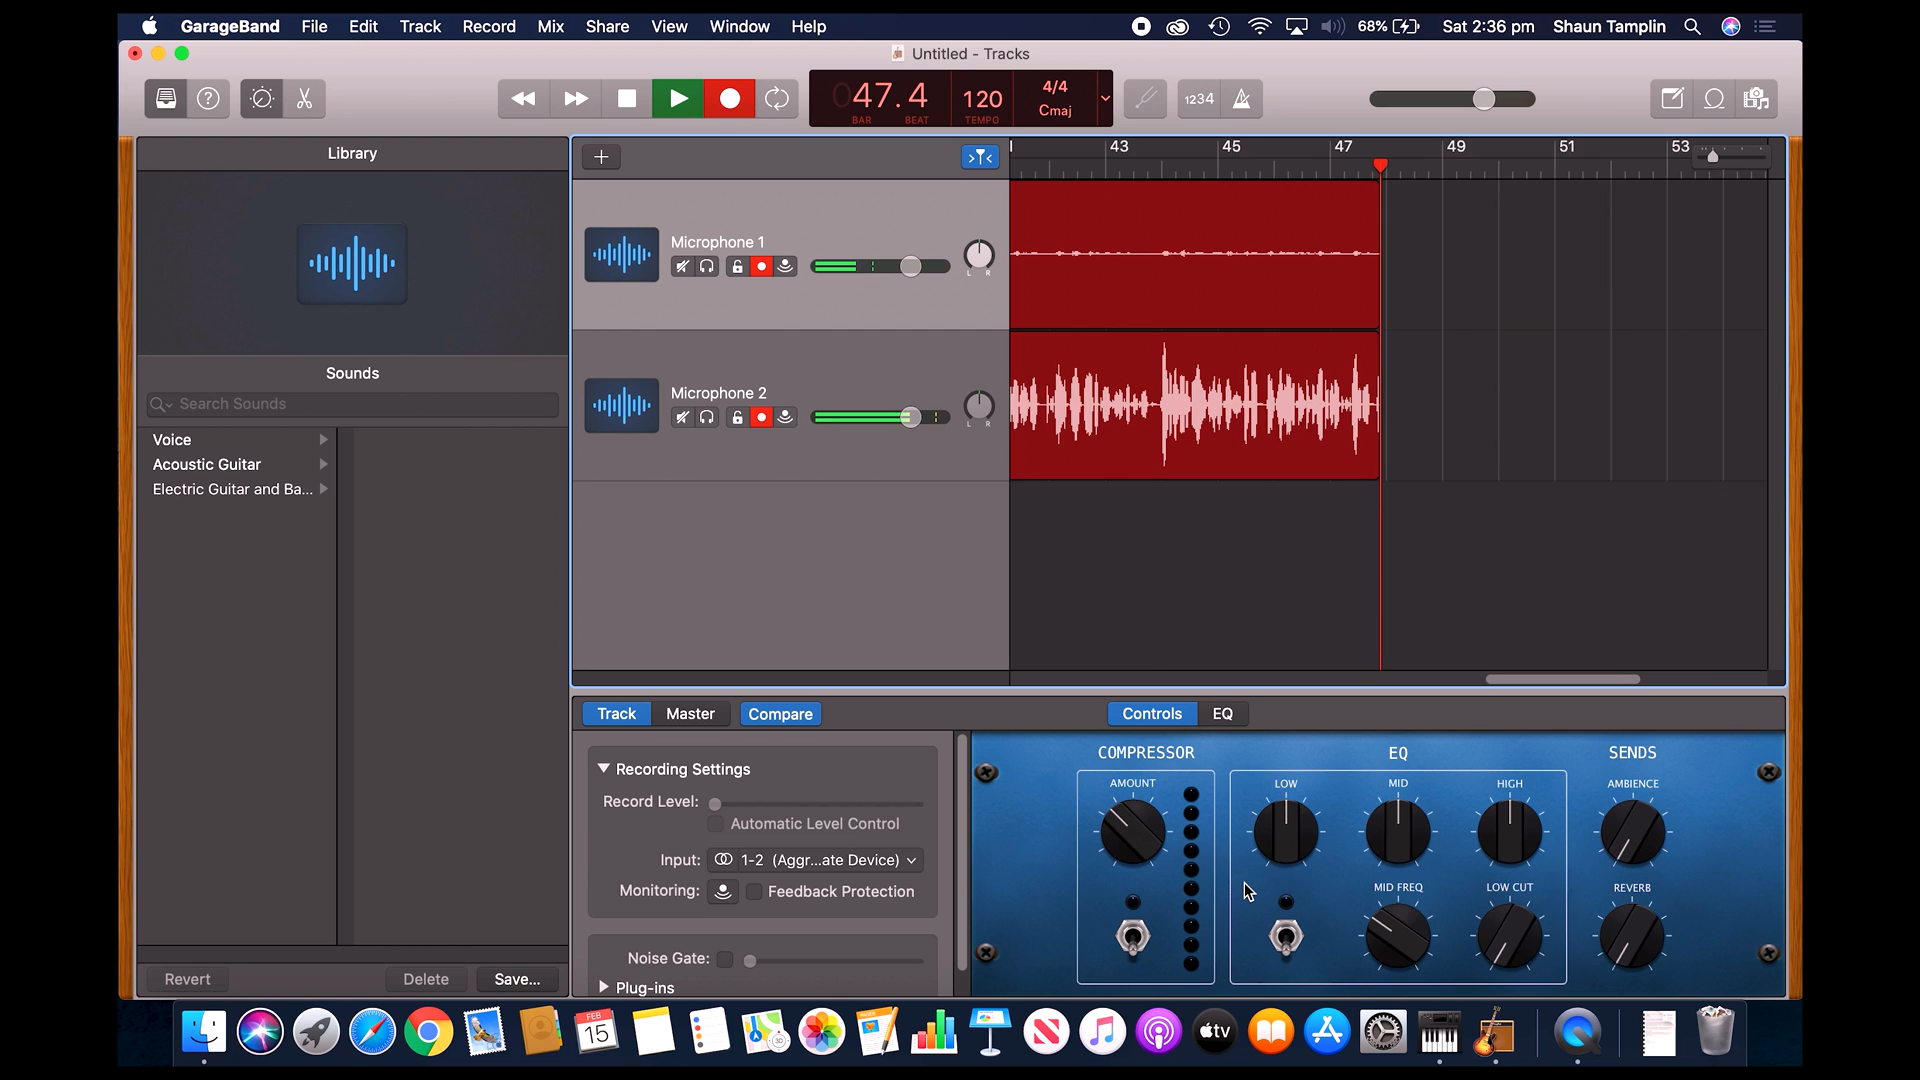 GarageBand File Edit Track Record Mix Share View Window Help 68% Sat 2:36 pm Shaun Tamplin
Untitled - Tracks
047.4 120 4/4
Cmaj
BAR BEAT TEMPO
1234
Library
43 45 47 49 51 53
Microphone 1
L R
Sounds
Search Sounds
Microphone 2
L R
Voice
Acoustic Guitar
Electric Guitar and Ba...
Track Master Compare Controls EQ
Recording Settings
Record Level:
Automatic Level Control
Input: 1-2 (Aggr...ate Device)
Monitoring: Feedback Protection
Noise Gate:
Plug-ins
COMPRESSOR EQ SENDS
AMOUNT LOW MID HIGH AMBIENCE
MID FREQ LOW CUT REVERB
Revert Delete Save...
FEB
15
tv